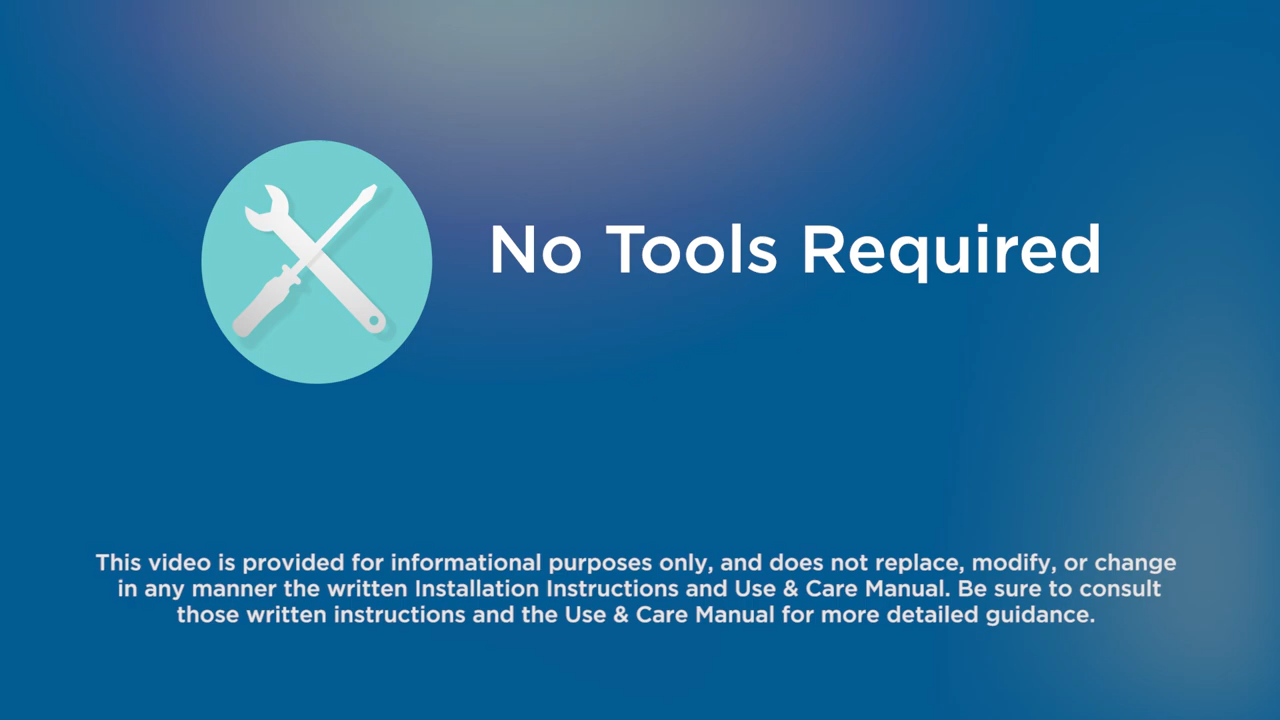 No Tools Required
This video is provided for informational purposes only, and does not replace, modify, or change
in any manner the written Installation Instructions and Use & Care Manual. Be sure to consult
those written instructions and the Use & Care Manual for more detailed guidance.